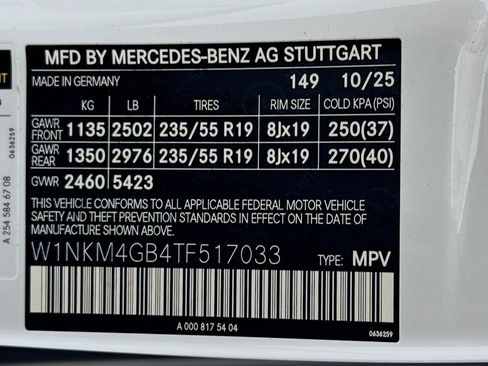 MFD BY MERCEDES-BENZ AG STUTTGART
MADE IN GERMANY 149 10/25
KG LB TIRES RIM SIZE COLD KPA (PSI)
GAWR FRONT 1135 2502 235/55 R19 8Jx19 250(37)
GAWR REAR 1350 2976 235/55 R19 8Jx19 270(40)
GVWR 2460 5423
THIS VEHICLE CONFORMS TO ALL APPLICABLE FEDERAL MOTOR VEHICLE
SAFETY AND THEFT PREVENTION STANDARDS IN EFFECT ON THE DATE
OF MANUFACTURE SHOWN ABOVE.
W1NKM4GB4TF517033 TYPE: MPV
A 000 817 54 04
0636259
0636259
A 254 584 67 08